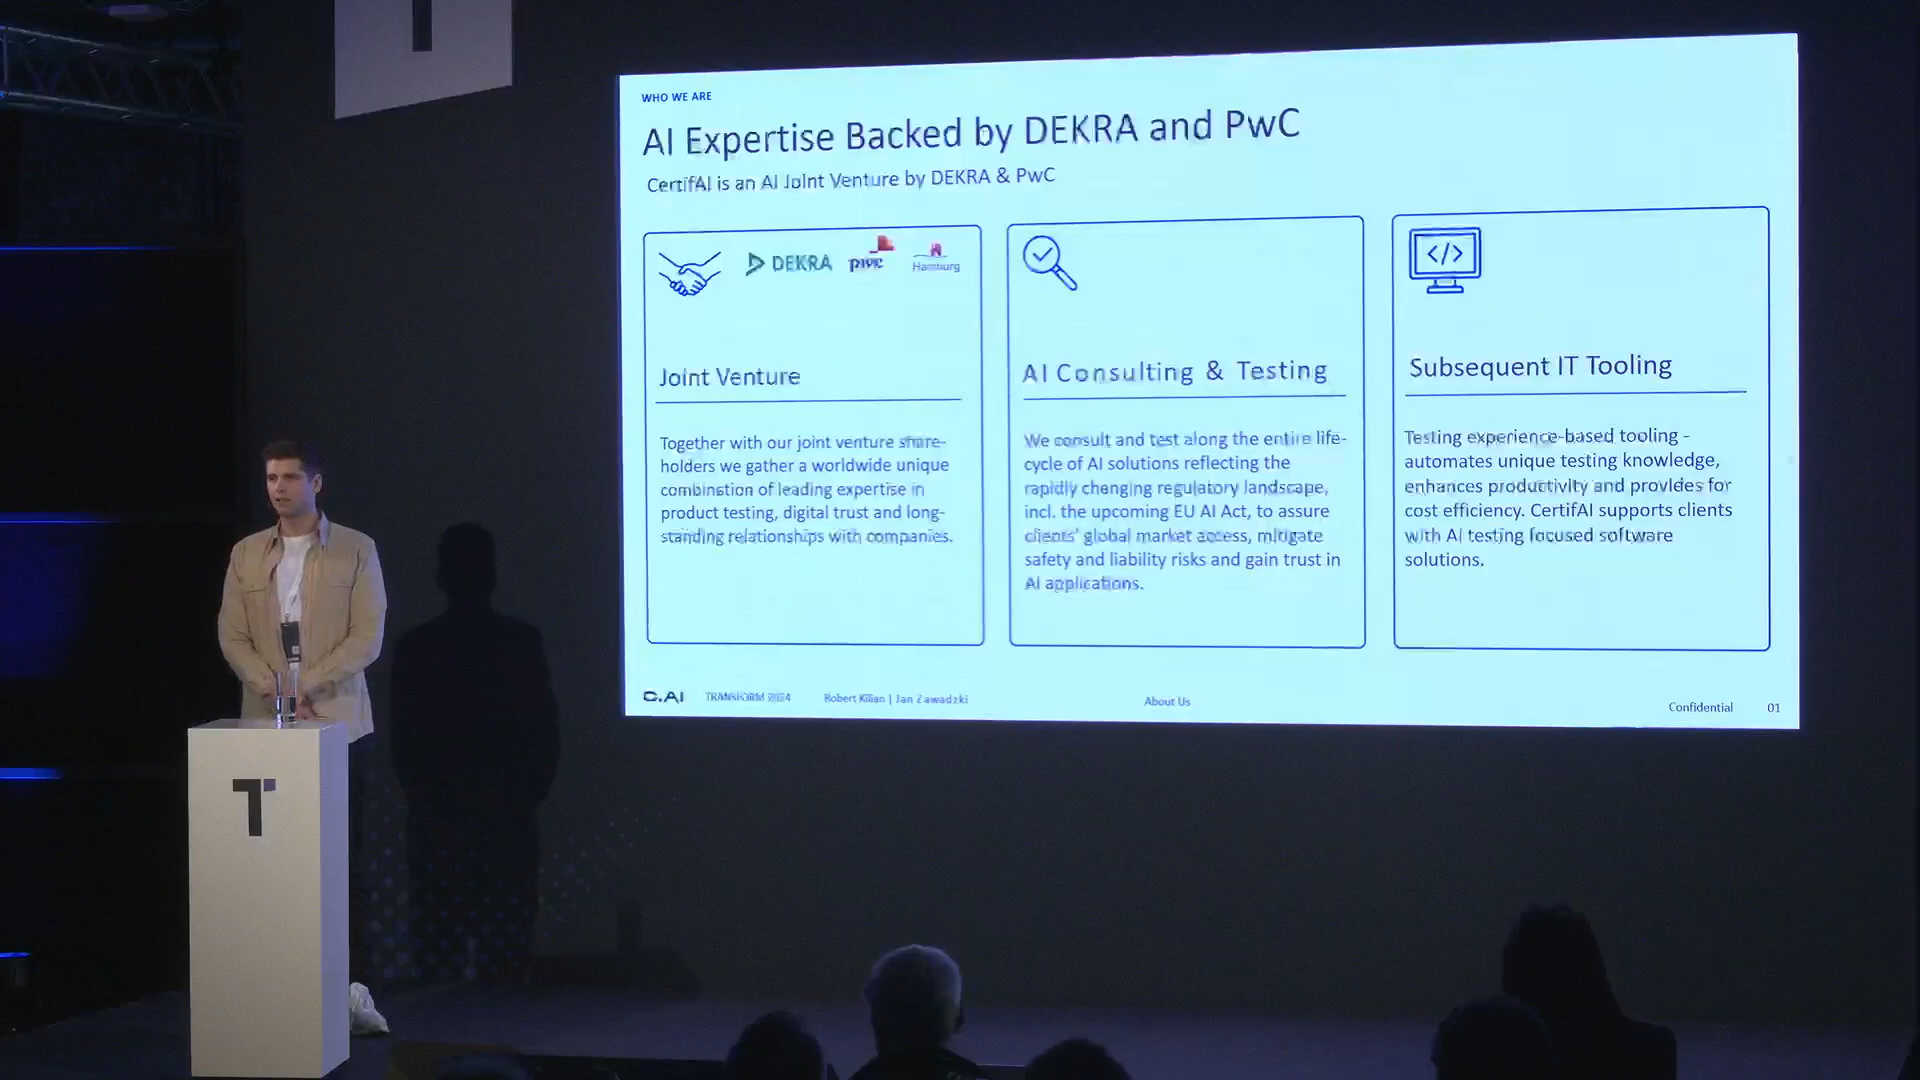 WHO WE ARE
AI Expertise Backed by DEKRA and PwC
CertifAI is an AI Joint Venture by DEKRA & PwC
DEKRA
pwc
Hamburg
Joint Venture
Together with our joint venture share-
holders we gather a worldwide unique
combination of leading expertise in
product testing, digital trust and long-
standing relationships with companies.
AI Consulting & Testing
We consult and test along the entire life-
cycle of AI solutions reflecting the
rapidly changing regulatory landscape,
incl. the upcoming EU AI Act, to assure
clients' global market access, mitigate
safety and liability risks and gain trust in
AI applications.
</>
Subsequent IT Tooling
Testing experience-based tooling -
automates unique testing knowledge,
enhances productivity and provides for
cost efficiency. CertifAI supports clients
with AI testing focused software
solutions.
C.AI TRANSFORM 2024 Robert Kilian | Jan Zawadzki About Us Confidential 01
T